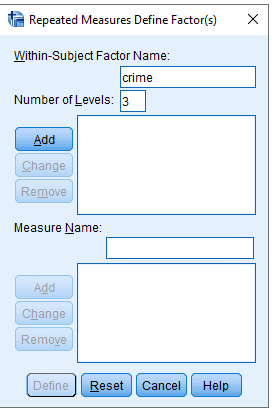 Repeated Measures Define Factor(s)
Within-Subject Factor Name:
crime
Number of Levels: 3
Add
Change
Remove
Measure Name:
Add
Change
Remove
Define Reset Cancel Help